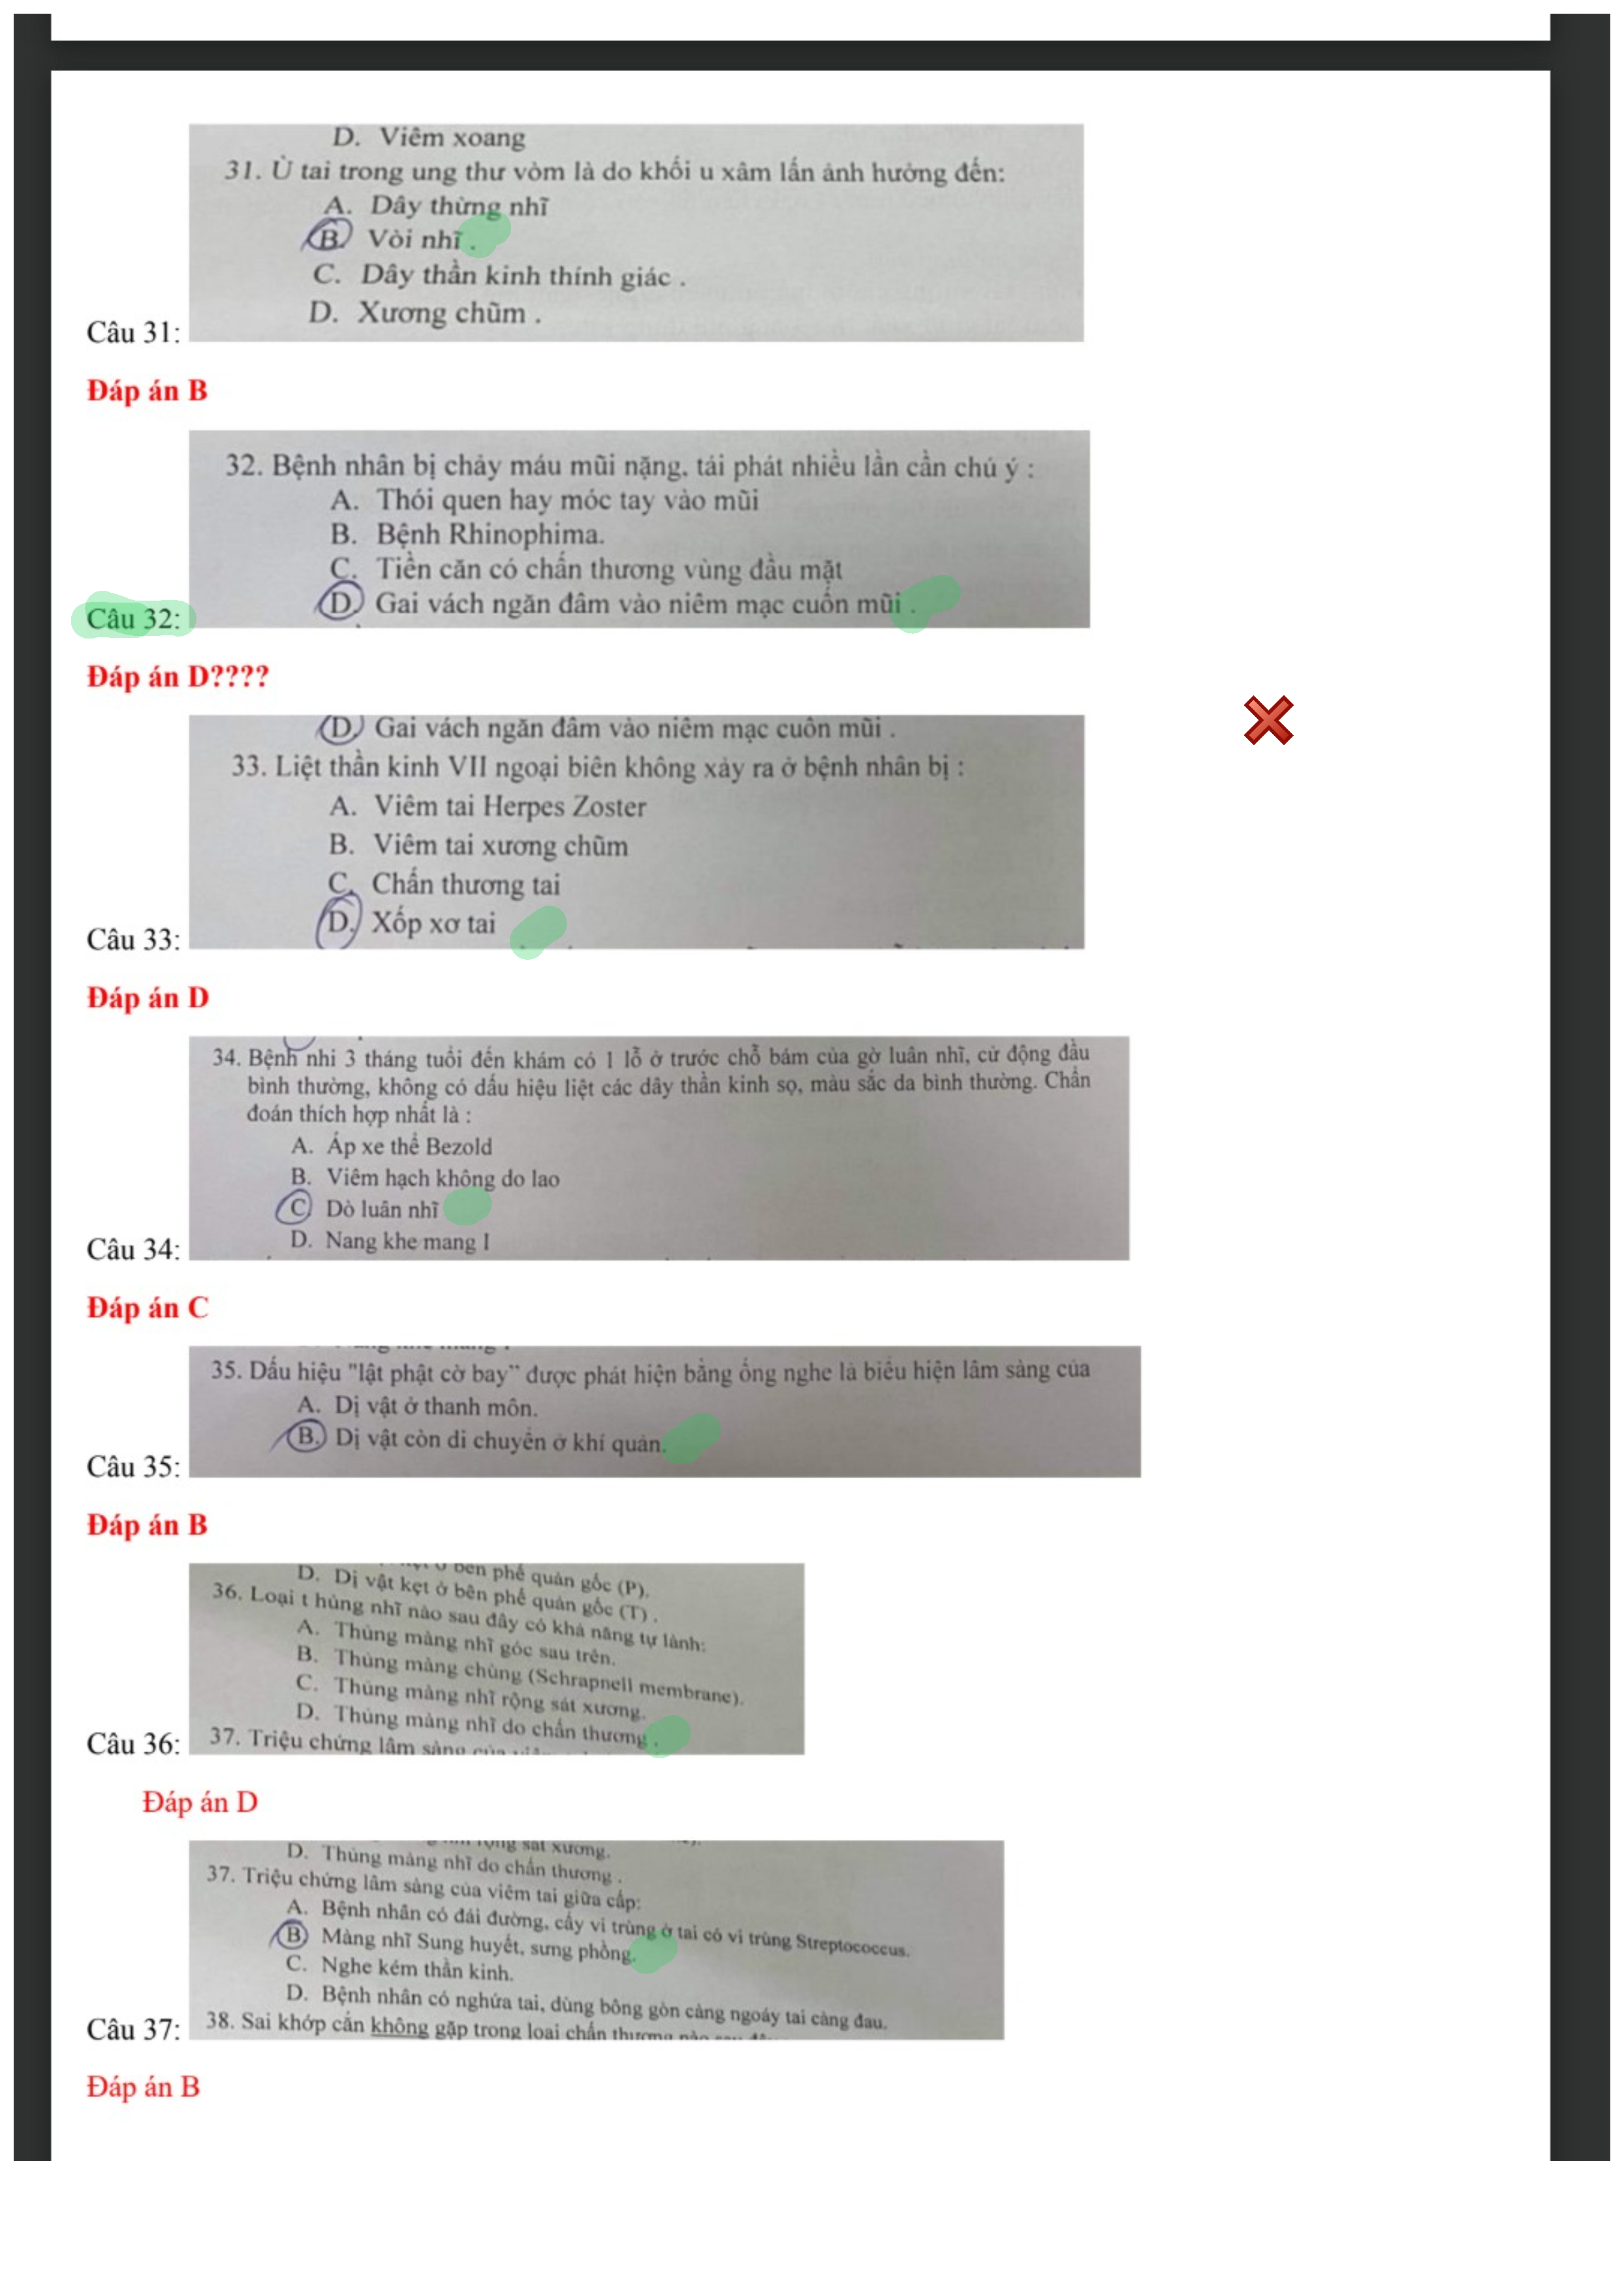 D. Viêm xoang
31. Ù tai trong ung thư vòm là do khối u xâm lấn ảnh hưởng đến:
A. Dây thừng nhĩ
B. Vòi nhĩ .
C. Dây thần kinh thính giác .
D. Xương chũm .
Câu 31:
Đáp án B
32. Bệnh nhân bị chảy máu mũi nặng, tái phát nhiều lần cần chú ý :
A. Thói quen hay móc tay vào mũi
B. Bệnh Rhinophima.
C. Tiền căn có chấn thương vùng đầu mặt
D. Gai vách ngăn đâm vào niêm mạc cuốn mũi .
Câu 32:
Đáp án D????
D. Gai vách ngăn đâm vào niêm mạc cuốn mũi .
33. Liệt thần kinh VII ngoại biên không xảy ra ở bệnh nhân bị :
A. Viêm tai Herpes Zoster
B. Viêm tai xương chũm
C. Chấn thương tai
D. Xốp xơ tai
Câu 33:
Đáp án D
34. Bệnh nhi 3 tháng tuổi đến khám có 1 lỗ ở trước chỗ bám của gờ luân nhĩ, cử động đầu
bình thường, không có dấu hiệu liệt các dây thần kinh sọ, màu sắc da bình thường. Chẩn
đoán thích hợp nhất là :
A. Áp xe thể Bezold
B. Viêm hạch không do lao
C Dò luân nhĩ
D. Nang khe mang I
Câu 34:
Đáp án C
35. Dấu hiệu "lật phật cờ bay" được phát hiện bằng ống nghe là biểu hiện lâm sàng của
A. Dị vật ở thanh môn.
B. Dị vật còn di chuyển ở khí quản.
Câu 35:
Đáp án B
bên phế quản gốc (P).
D. Dị vật kẹt ở bên phế quản gốc (T) .
36. Loại t hủng nhĩ nào sau đây có khả năng tự lành:
A. Thủng màng nhĩ góc sau trên.
B. Thủng màng chùng (Schrapnell membrane).
C. Thủng màng nhĩ rộng sát xương.
D. Thủng màng nhĩ do chấn thương .
37. Triệu chứng lâm sàng của
Câu 36:
Đáp án D
rộng sát xương.
D. Thủng màng nhĩ do chấn thương .
37. Triệu chứng lâm sàng của viêm tai giữa cấp:
A. Bệnh nhân có đái đường, cấy vi trùng ở tai có vi trùng Streptococcus.
B Màng nhĩ Sung huyết, sưng phồng.
C. Nghe kém thần kinh.
D. Bệnh nhân có nghứa tai, dùng bông gòn càng ngoáy tai càng đau.
38. Sai khớp cắn không gặp trong loại chấn thương nào
Câu 37:
Đáp án B